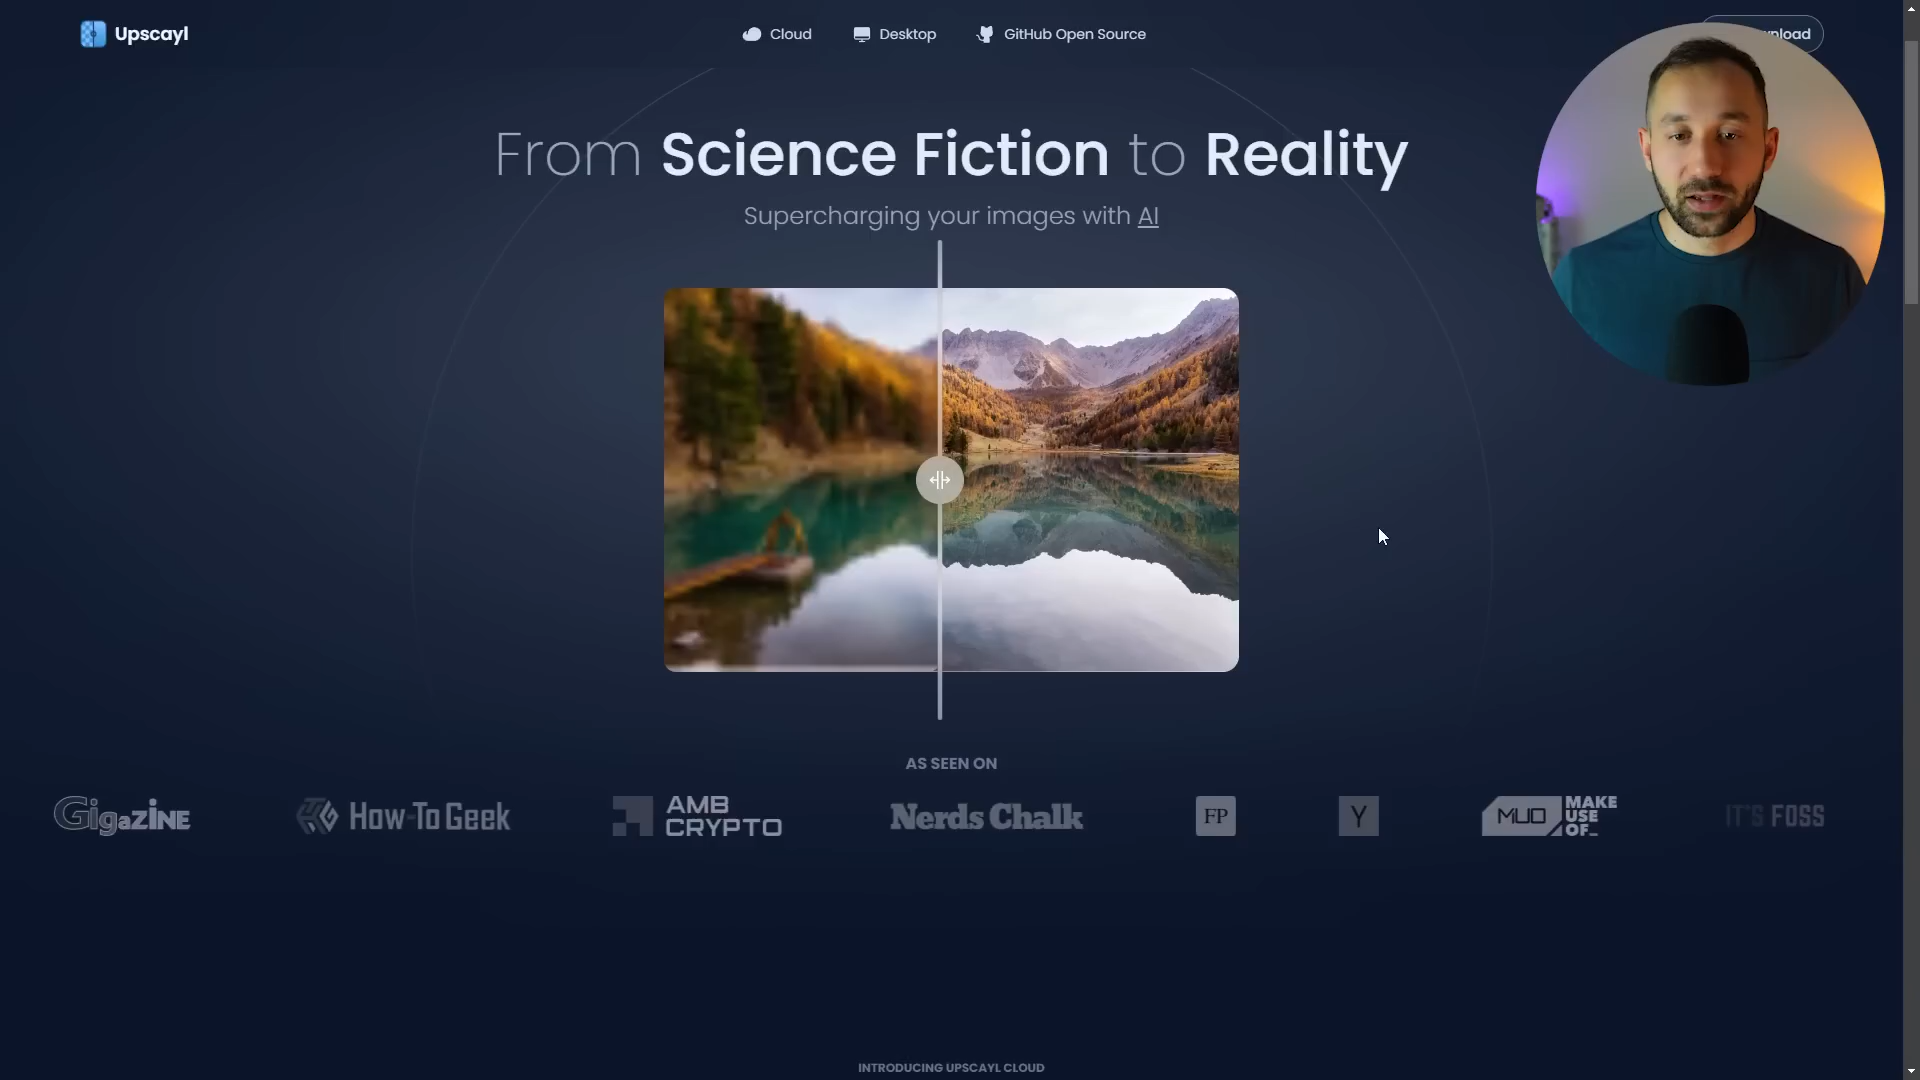 Upscayl
Cloud
Desktop
GitHub Open Source
From Science Fiction to Reality
Supercharging your images with AI
AS SEEN ON
GigaZiNE
How-To Geek
AMB
CRYPTO
Nerds Chalk
FP
Y
MUO
MAKE
USE
OF_
IT'S FOSS
INTRODUCING UPSCAYL CLOUD